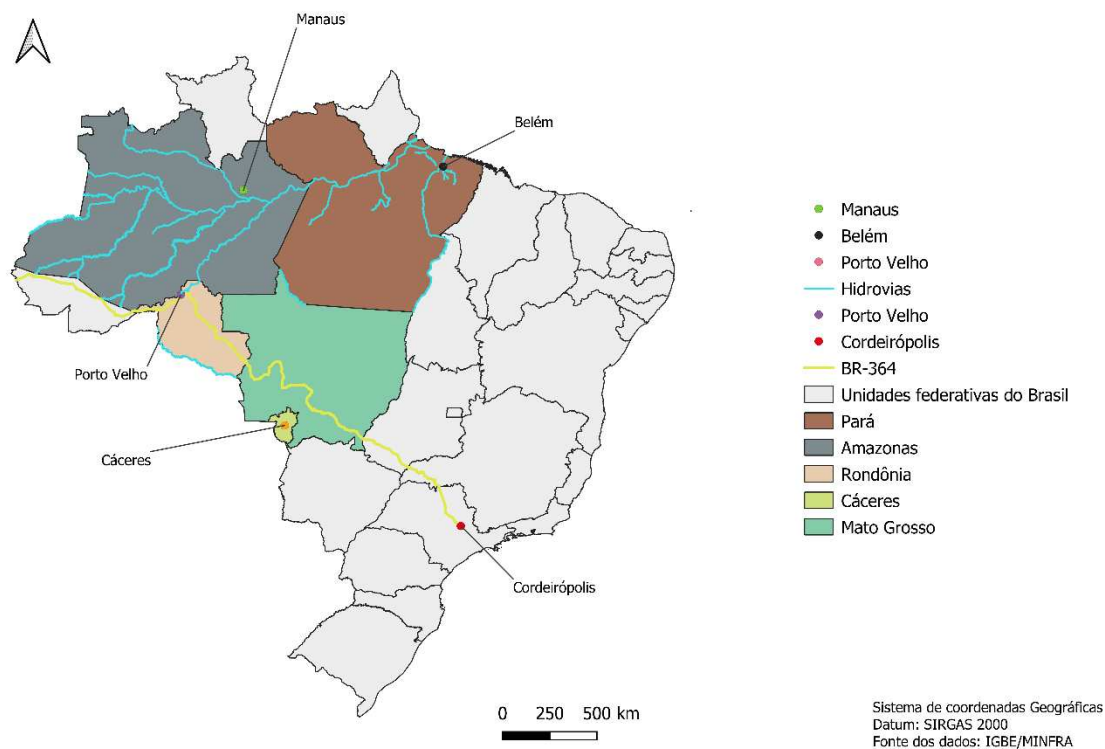 Manaus
Belém
Porto Velho
Cáceres
Cordeirópolis
Manaus
Belém
Porto Velho
Hidrovias
Porto Velho
Cordeirópolis
BR-364
Unidades federativas do Brasil
Pará
Amazonas
Rondônia
Cáceres
Mato Grosso
0 250 500 km
Sistema de coordenadas Geográficas
Datum: SIRGAS 2000
Fonte dos dados: IGBE/MINFRA